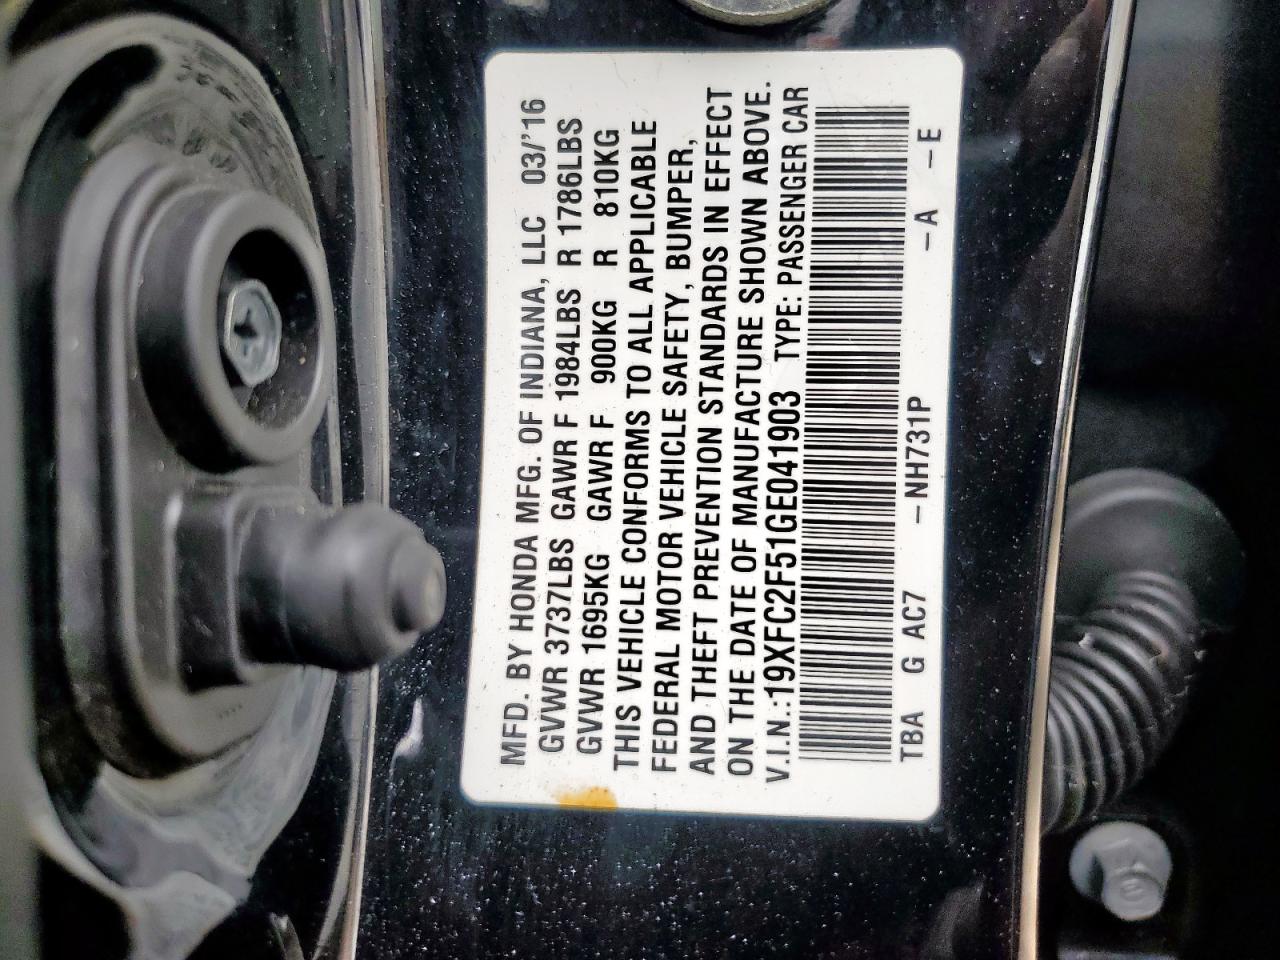 MFD. BY HONDA MFG. OF INDIANA, LLC 03/'16
GVWR 3737LBS GAWR F 1984LBS R 1786LBS
GVWR 1695KG GAWR F 900KG R 810KG
THIS VEHICLE CONFORMS TO ALL APPLICABLE
FEDERAL MOTOR VEHICLE SAFETY, BUMPER,
AND THEFT PREVENTION STANDARDS IN EFFECT
ON THE DATE OF MANUFACTURE SHOWN ABOVE.
V.I.N.:19XFC2F51GE041903 TYPE: PASSENGER CAR
TBA G AC7 -NH731P -A -E